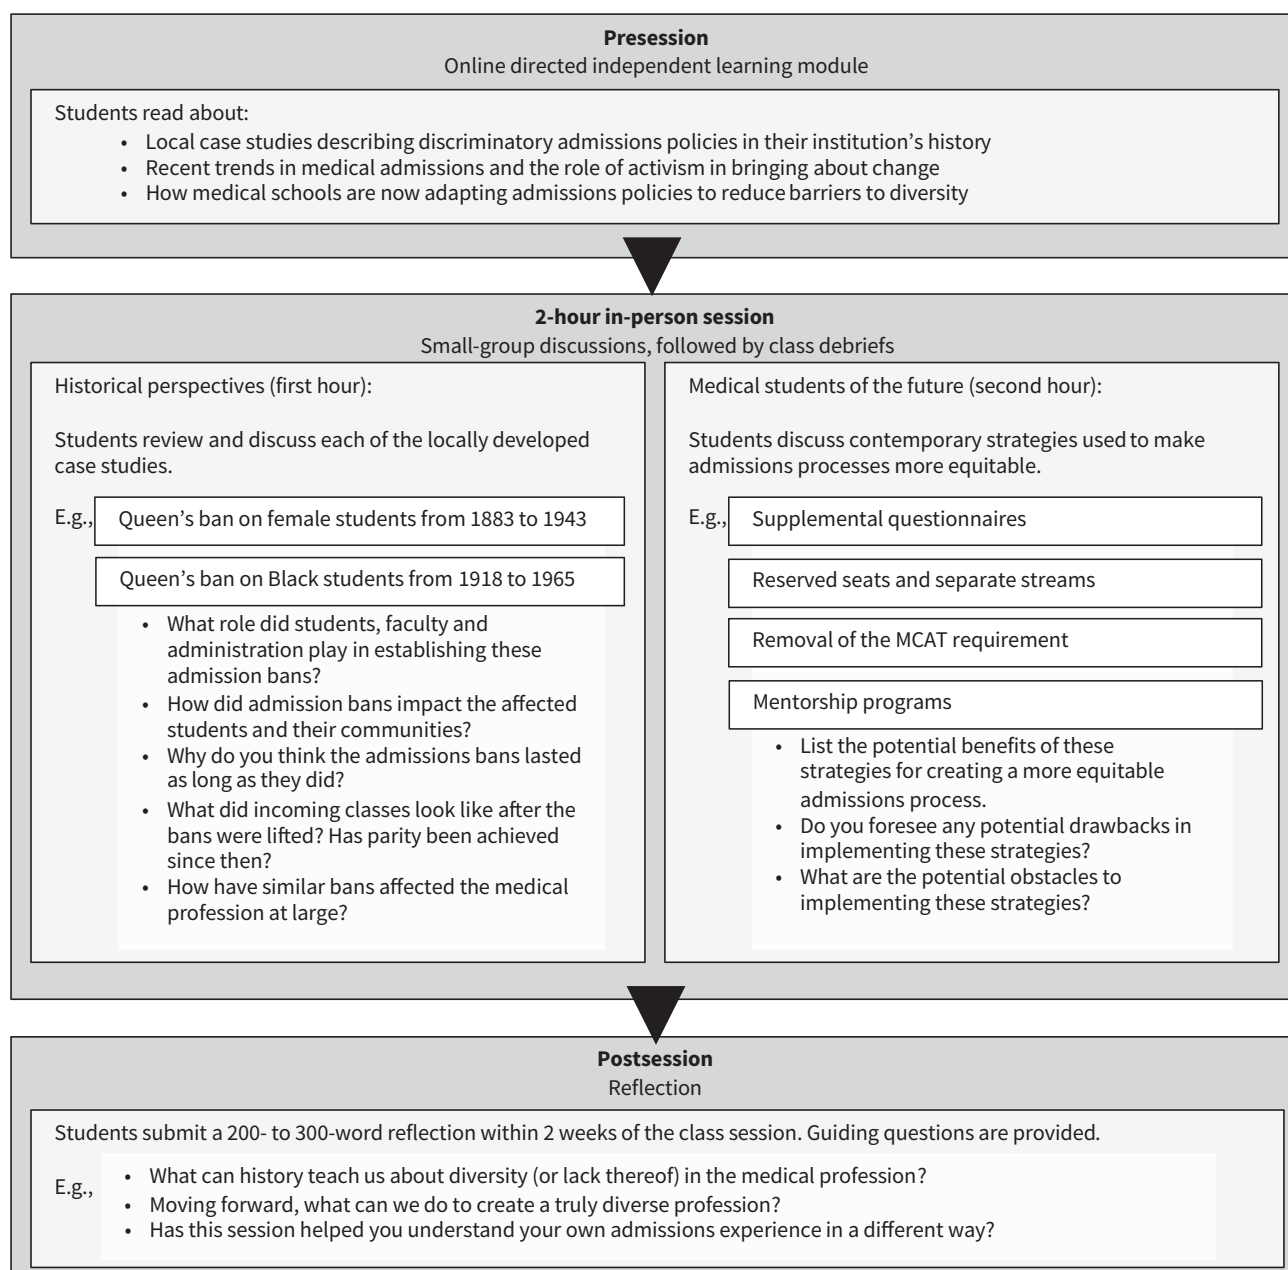 Presession
Online directed independent learning module
Students read about:
• Local case studies describing discriminatory admissions policies in their institution’s history
• Recent trends in medical admissions and the role of activism in bringing about change
• How medical schools are now adapting admissions policies to reduce barriers to diversity
2-hour in-person session
Small-group discussions, followed by class debriefs
Historical perspectives (first hour):
Students review and discuss each of the locally developed
case studies.
E.g.,
Queen’s ban on female students from 1883 to 1943
Queen’s ban on Black students from 1918 to 1965
• What role did students, faculty and
administration play in establishing these
admission bans?
• How did admission bans impact the affected
students and their communities?
• Why do you think the admissions bans lasted
as long as they did?
• What did incoming classes look like after the
bans were lifted? Has parity been achieved
since then?
• How have similar bans affected the medical
profession at large?
Medical students of the future (second hour):
Students discuss contemporary strategies used to make
admissions processes more equitable.
E.g.,
Supplemental questionnaires
Reserved seats and separate streams
Removal of the MCAT requirement
Mentorship programs
• List the potential benefits of these
strategies for creating a more equitable
admissions process.
• Do you foresee any potential drawbacks in
implementing these strategies?
• What are the potential obstacles to
implementing these strategies?
Postsession
Reflection
Students submit a 200- to 300-word reflection within 2 weeks of the class session. Guiding questions are provided.
E.g.,
• What can history teach us about diversity (or lack thereof) in the medical profession?
• Moving forward, what can we do to create a truly diverse profession?
• Has this session helped you understand your own admissions experience in a different way?